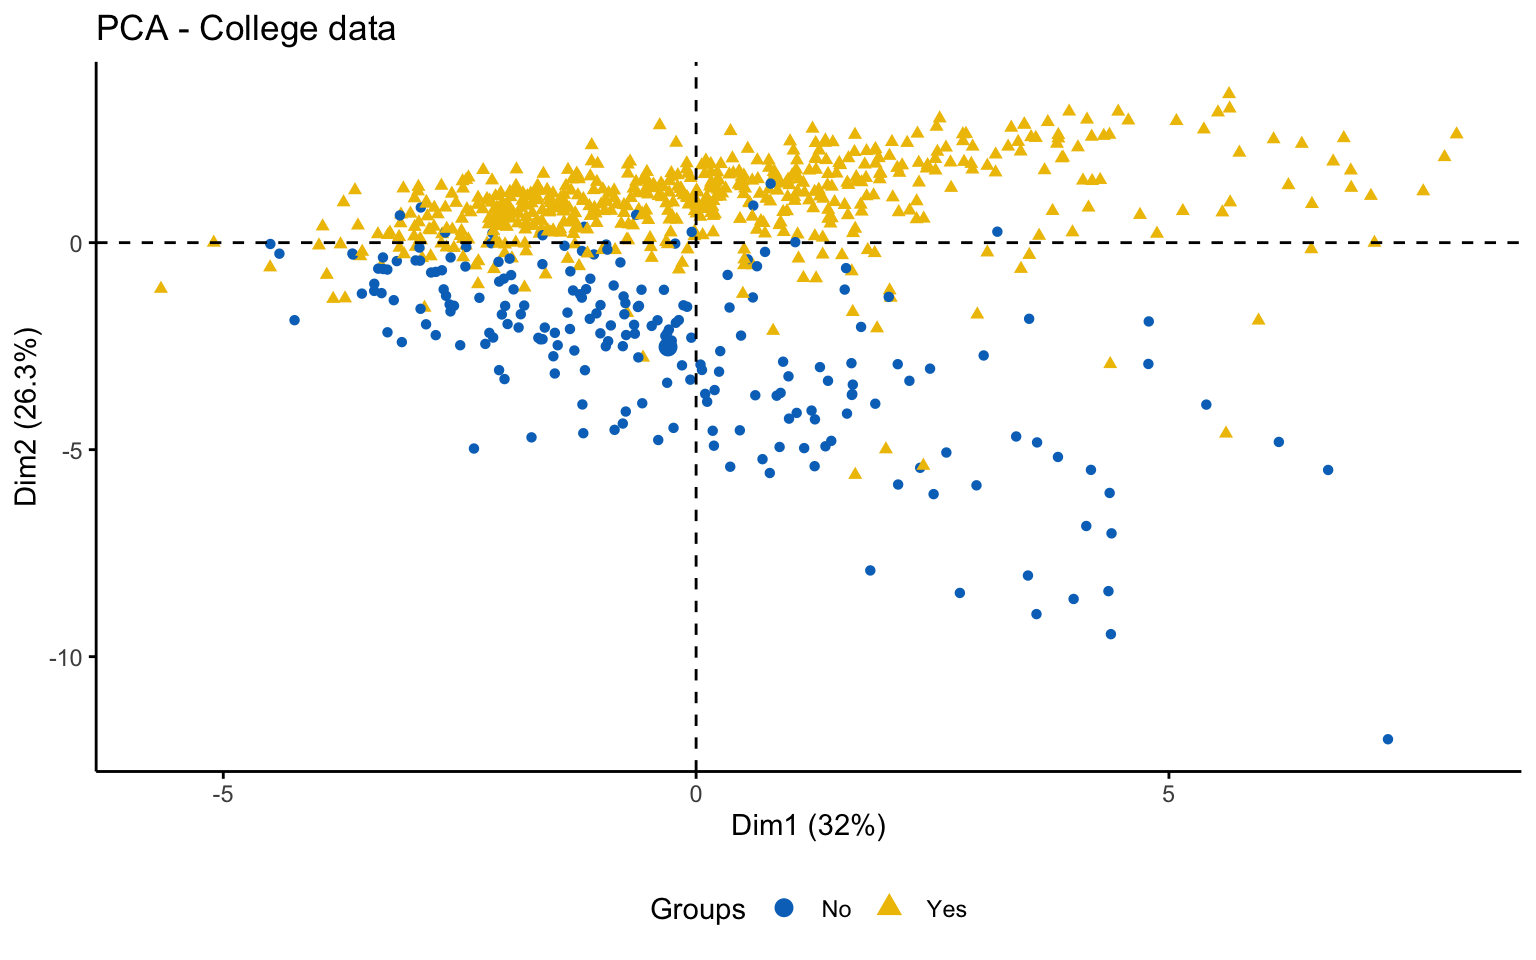 PCA - College data
Dim2 (26.3%)
0
-5
-10
-5
0
5
Dim1 (32%)
Groups
No
Yes